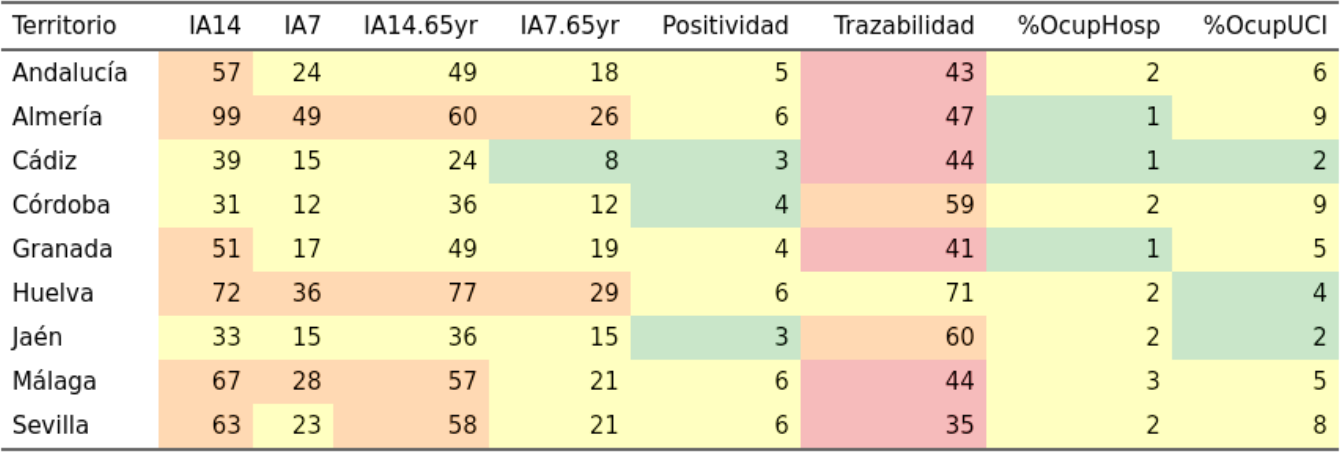 Territorio IA14 IA7 IA14.65yr IA7.65yr Positividad Trazabilidad %OcupHosp %OcupUCI
Andalucía 57 24 49 18 5 43 2 6
Almería 99 49 60 26 6 47 1 9
Cádiz 39 15 24 8 3 44 1 2
Córdoba 31 12 36 12 4 59 2 9
Granada 51 17 49 19 4 41 1 5
Huelva 72 36 77 29 6 71 2 4
Jaén 33 15 36 15 3 60 2 2
Málaga 67 28 57 21 6 44 3 5
Sevilla 63 23 58 21 6 35 2 8